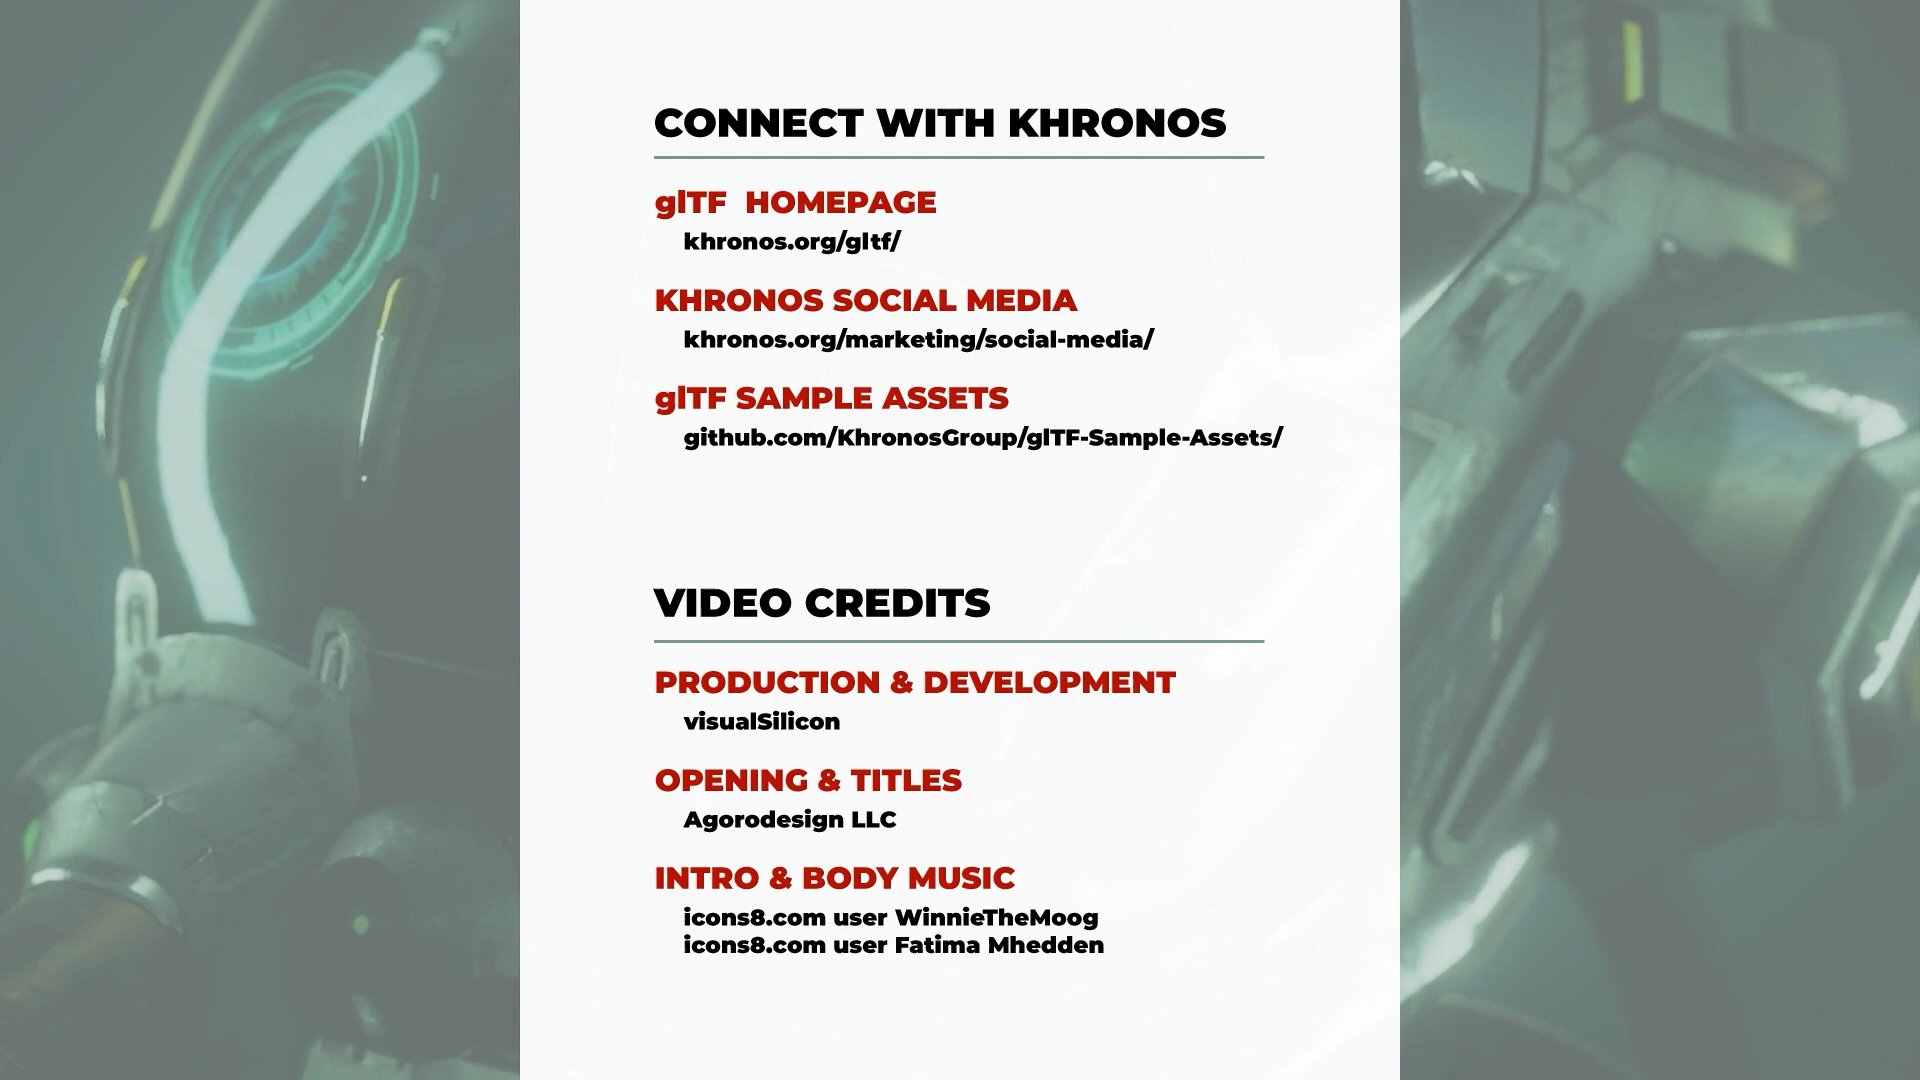 CONNECT WITH KHRONOS
glTF HOMEPAGE
khronos.org/gltf/
KHRONOS SOCIAL MEDIA
khronos.org/marketing/social-media/
glTF SAMPLE ASSETS
github.com/KhronosGroup/glTF-Sample-Assets/
VIDEO CREDITS
PRODUCTION & DEVELOPMENT
visualSilicon
OPENING & TITLES
Agorodesign LLC
INTRO & BODY MUSIC
icons8.com user WinnieTheMoog
icons8.com user Fatima Mhedden